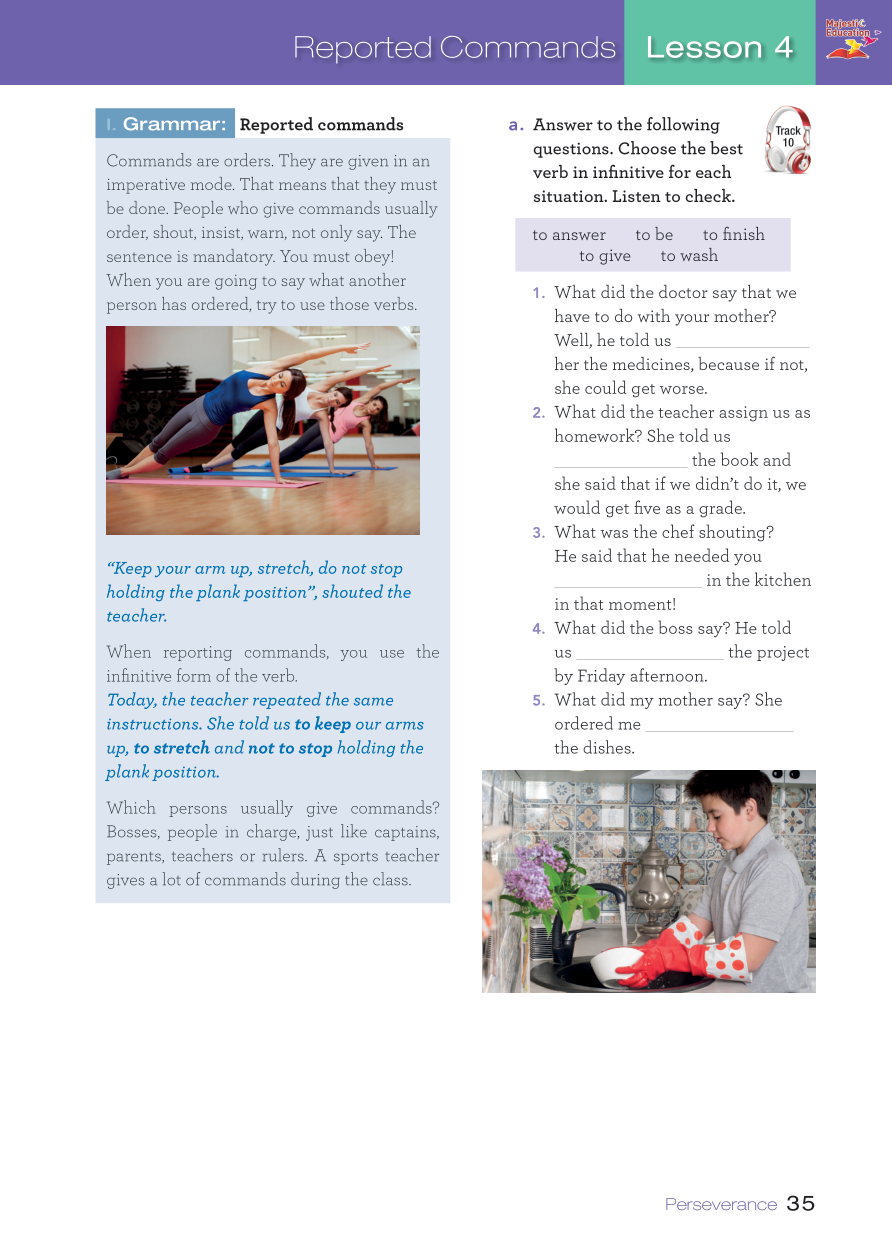 Reported Commands
Lesson 4
Majestic
Education
I. Grammar: Reported commands
Commands are orders. They are given in an
imperative mode. That means that they must
be done. People who give commands usually
order, shout, insist, warn, not only say. The
sentence is mandatory. You must obey!
When you are going to say what another
person has ordered, try to use those verbs.
“Keep your arm up, stretch, do not stop
holding the plank position”, shouted the
teacher.
When reporting commands, you use the
infinitive form of the verb.
Today, the teacher repeated the same
instructions. She told us to keep our arms
up, to stretch and not to stop holding the
plank position.
Which persons usually give commands?
Bosses, people in charge, just like captains,
parents, teachers or rulers. A sports teacher
gives a lot of commands during the class.
a. Answer to the following
questions. Choose the best
verb in infinitive for each
situation. Listen to check.
Track
10
to answer to be to finish
to give to wash
1. What did the doctor say that we
have to do with your mother?
Well, he told us
her the medicines, because if not,
she could get worse.
2. What did the teacher assign us as
homework? She told us
the book and
she said that if we didn’t do it, we
would get five as a grade.
3. What was the chef shouting?
He said that he needed you
in the kitchen
in that moment!
4. What did the boss say? He told
us the project
by Friday afternoon.
5. What did my mother say? She
ordered me
the dishes.
Perseverance 35